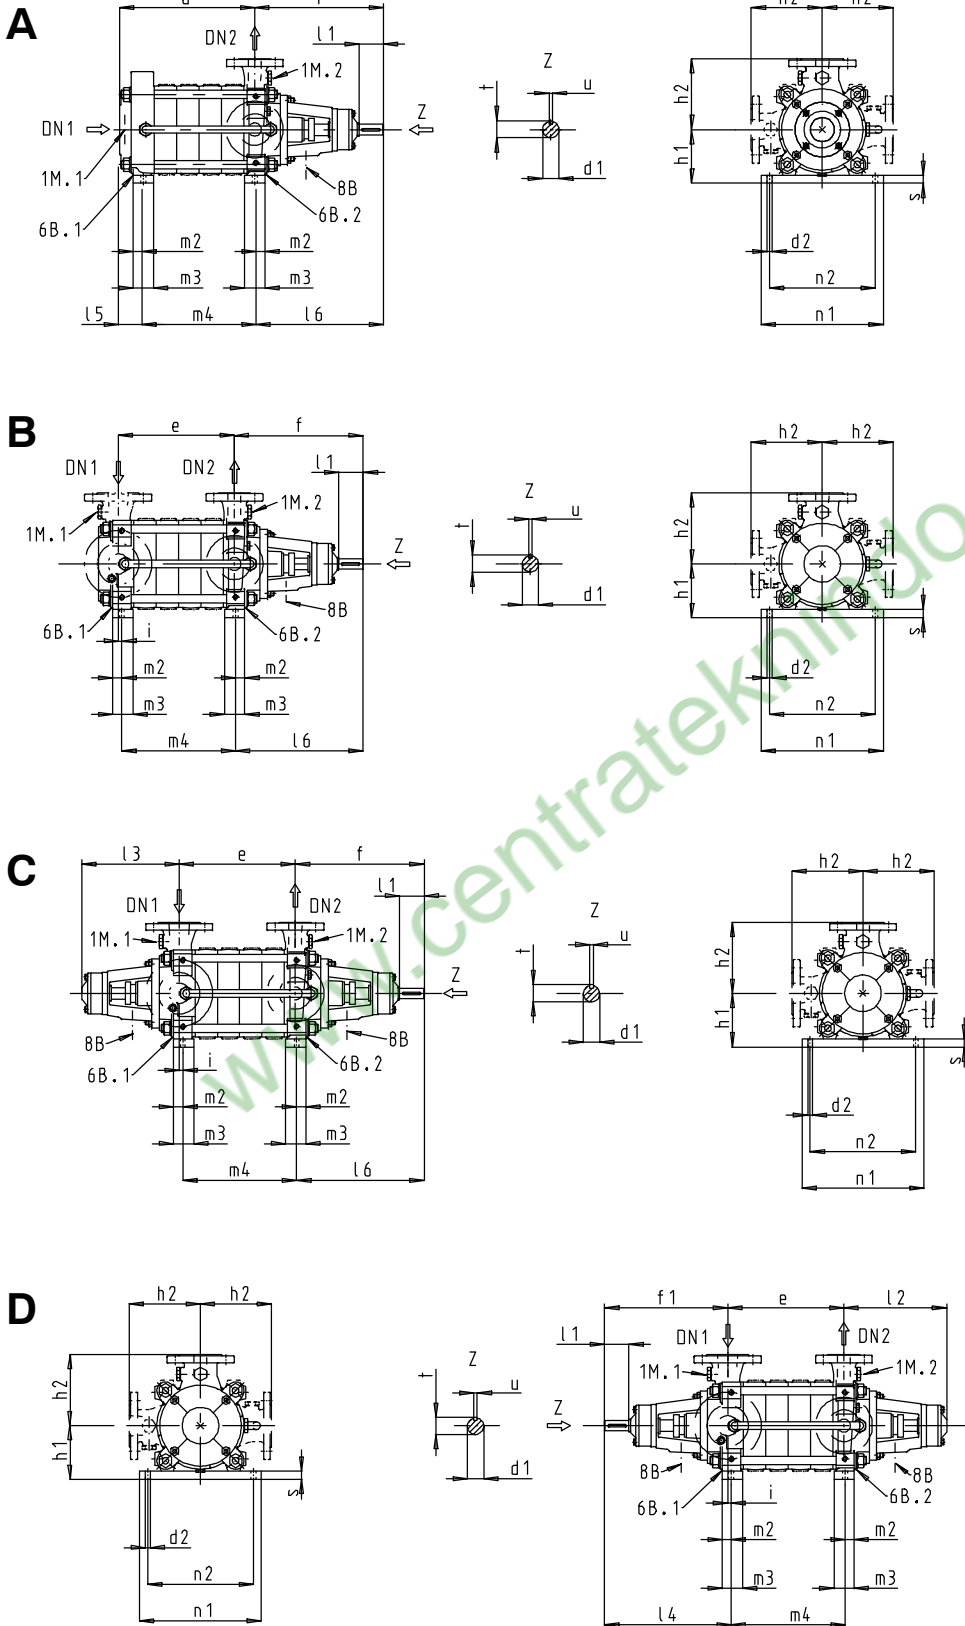 A
h2 h2
DN2
l1
1M.2
Z
t
u
h2
DN1
Z
h1
1M.1
8B
d1
6B.1
6B.2
s
m2 m2
d2
m3 m3
n2
l5 m4 l6
n1
B
e f
h2 h2
DN1 DN2 l1
Z
1M.1
1M.2
t
u
h2
Z
h1
8B
d1
6B.1 i 6B.2
s
m2 m2
d2
m3 m3
n2
m4 l6
n1
C
l3 e f
h2 h2
l1
DN1 DN2
Z
1M.1 1M.2
t
u
h2
Z
h1
8B 8B
d1
6B.1 i 6B.2
s
m2 m2
d2
m3 m3
n2
m4 l6
n1
D
h2 h2
f1 e l2
l1 DN1 DN2
Z
1M.1 1M.2
t
u
h2
Z
h1
8B 8B
d1
6B.1 i 6B.2
s
m2 m2
d2
m3 m3
n2
l4 m4
n1
www.centrateknindo